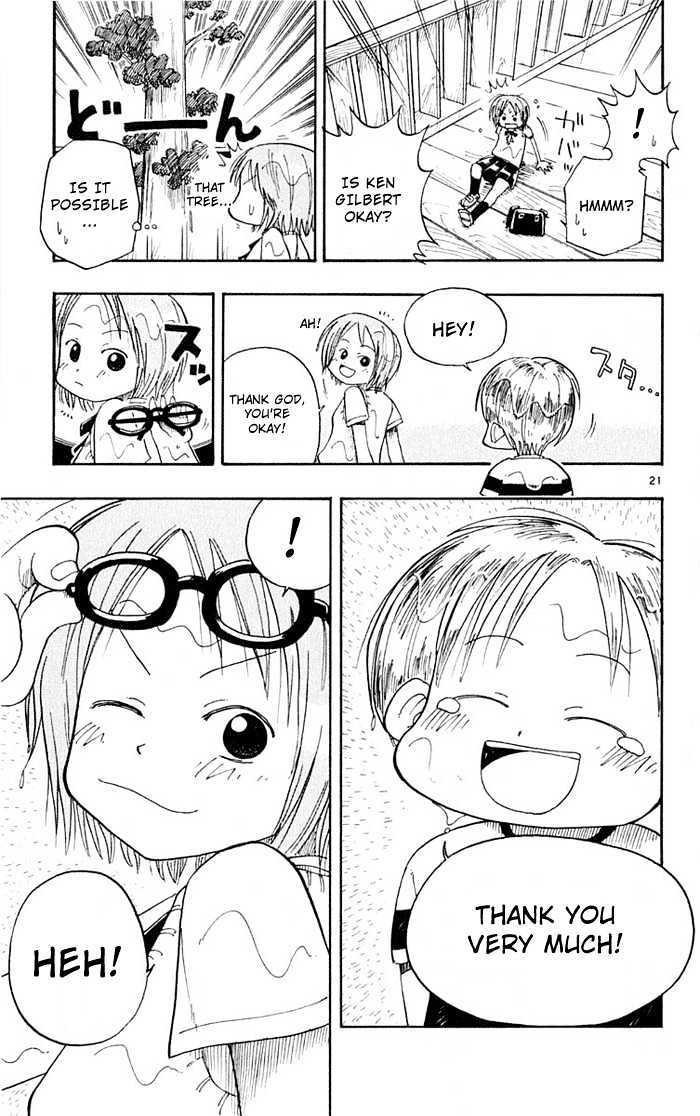 !
HMMM?
ガバ
IS KEN
GILBERT
OKAY?
どーーん
THAT
TREE...
IS IT
POSSIBLE
...
...
スタ...
HEY!
AH!
THANK GOD,
YOU'RE
OKAY!
ズッ
21
THANK YOU
VERY MUCH!
!
HEH!